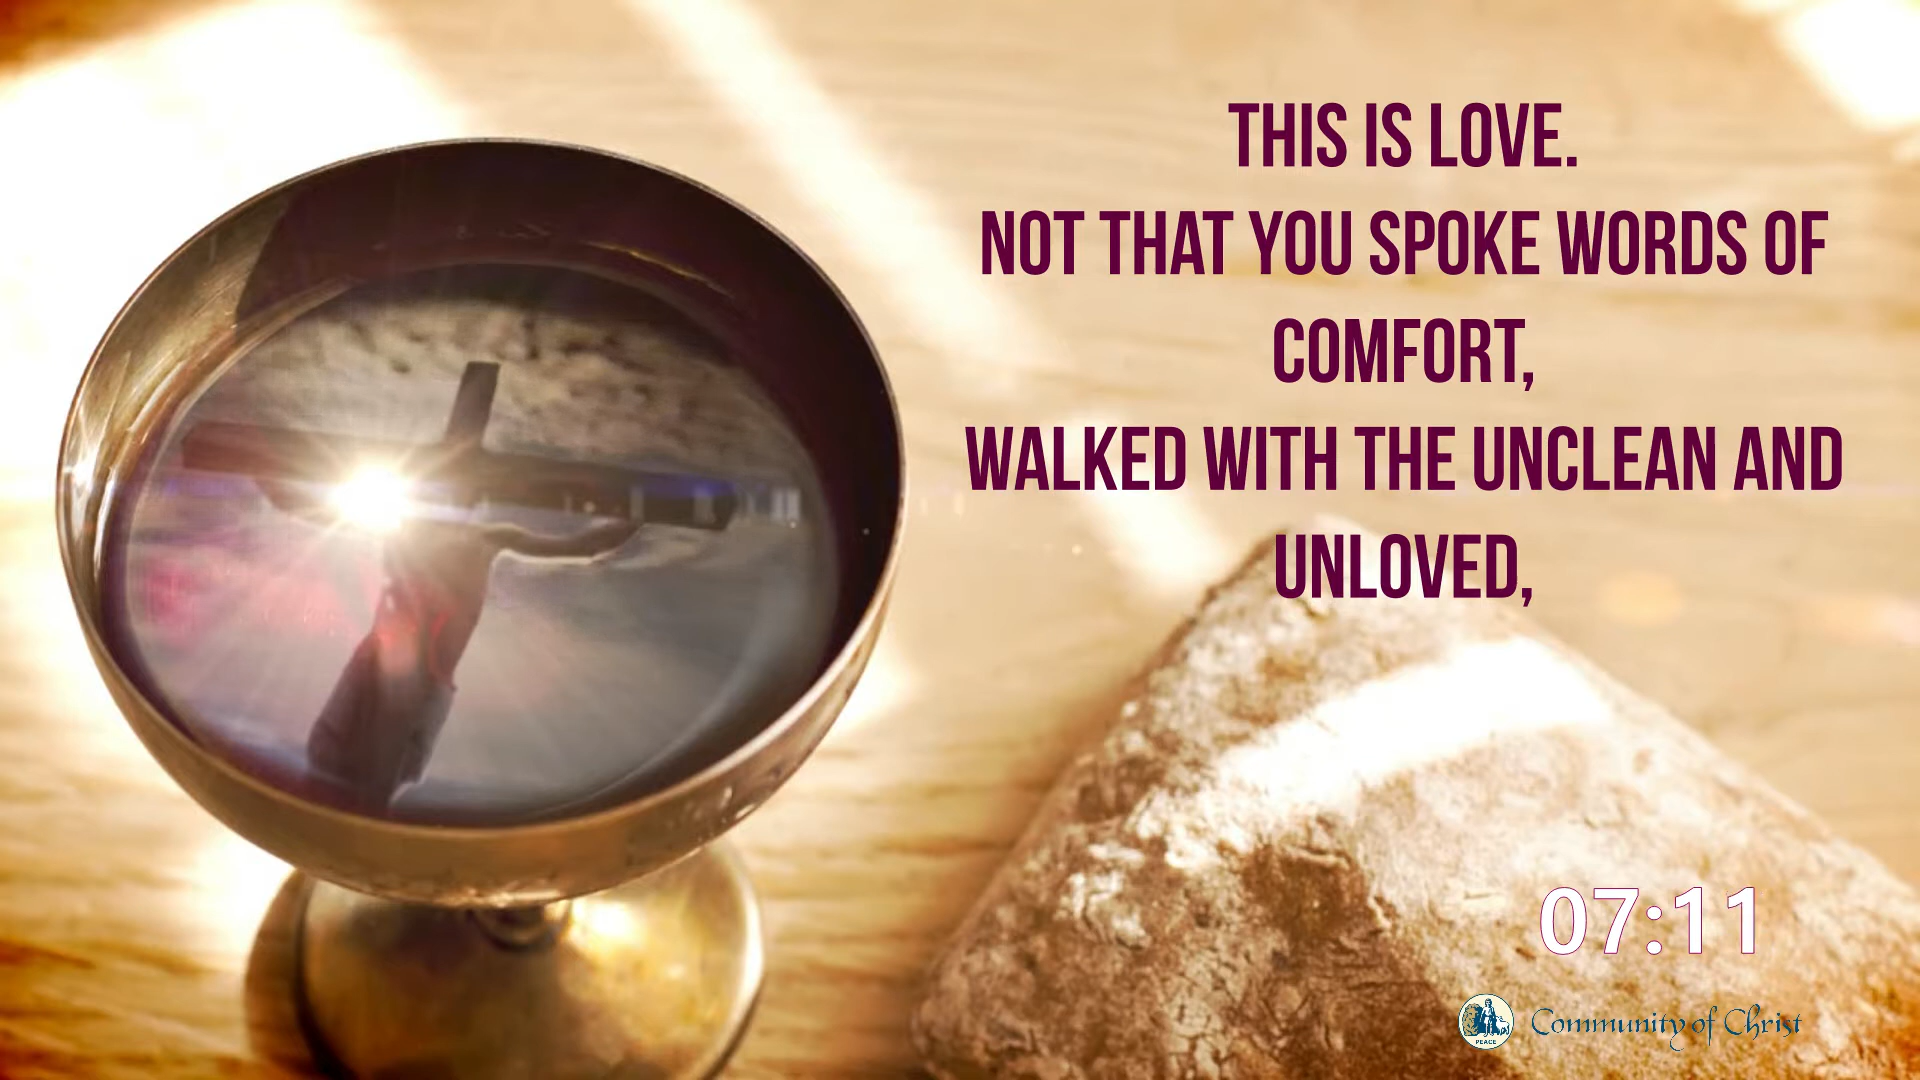 THIS IS LOVE.
NOT THAT YOU SPOKE WORDS OF
COMFORT,
WALKED WITH THE UNCLEAN AND
UNLOVED,
07:11
PEACE
Community of Christ